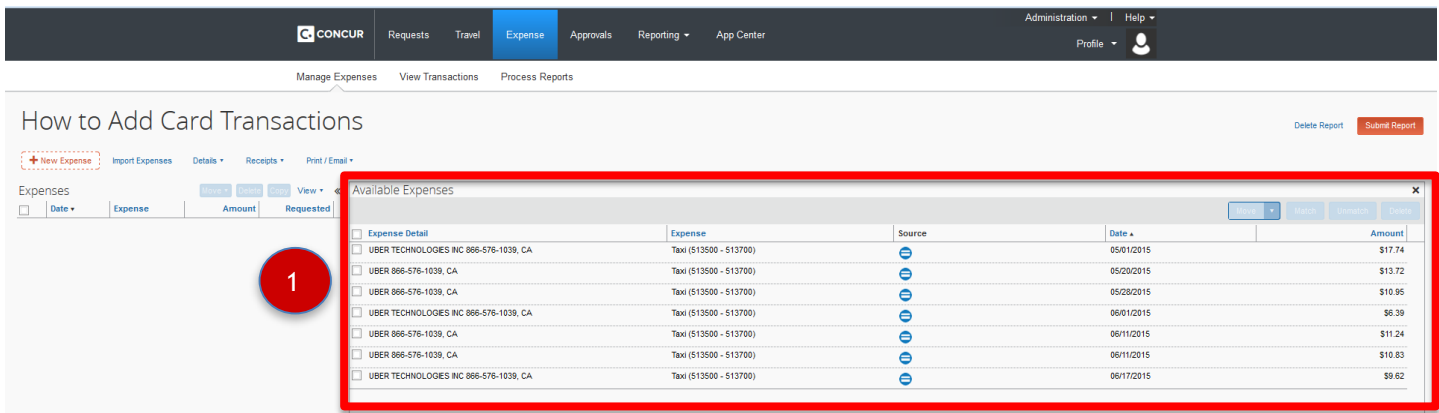 Administration | Help
C. CONCUR Requests Travel Expense Approvals Reporting App Center
Profile
Manage Expenses View Transactions Process Reports
How to Add Card Transactions
Delete Report Submit Report
+ New Expense Import Expenses Details Receipts Print / Email
Expenses Move Delete Copy View « Available Expenses ×
Date Expense Amount Requested
Move Match Unmatch Delete
Expense Detail Expense Source Date Amount
UBER TECHNOLOGIES INC 866-576-1039, CA Taxi (513500 - 513700) 05/01/2015 $17.74
UBER 866-576-1039, CA Taxi (513500 - 513700) 05/20/2015 $13.72
1
UBER 866-576-1039, CA Taxi (513500 - 513700) 05/28/2015 $10.95
UBER TECHNOLOGIES INC 866-576-1039, CA Taxi (513500 - 513700) 06/01/2015 $6.39
UBER 866-576-1039, CA Taxi (513500 - 513700) 06/11/2015 $11.24
UBER 866-576-1039, CA Taxi (513500 - 513700) 06/11/2015 $10.83
UBER TECHNOLOGIES INC 866-576-1039, CA Taxi (513500 - 513700) 06/17/2015 $9.62